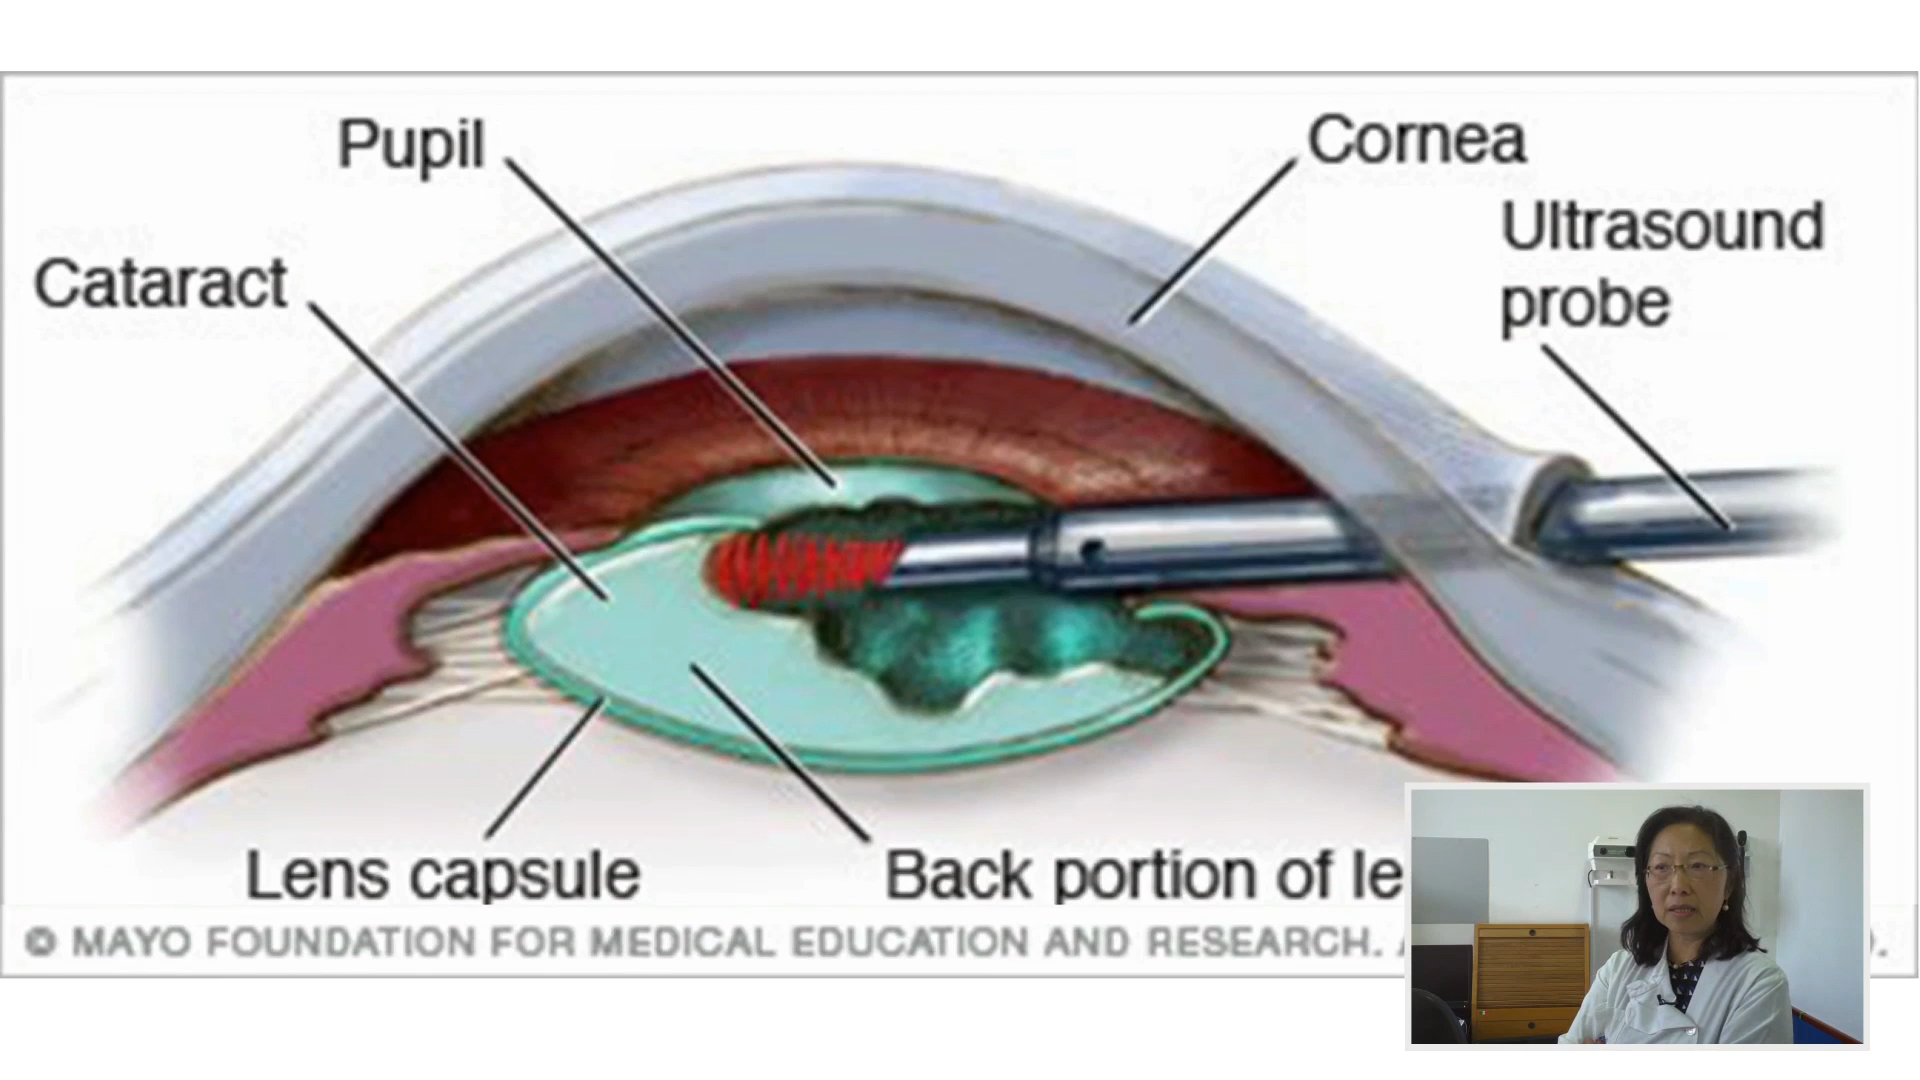 Pupil
Cornea
Ultrasound
probe
Cataract
Lens capsule
Back portion of le
© MAYO FOUNDATION FOR MEDICAL EDUCATION AND RESEARCH.